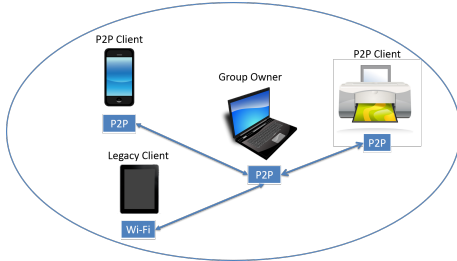 P2P Client
P2P
Group Owner
P2P
P2P Client
P2P
Legacy Client
Wi-Fi